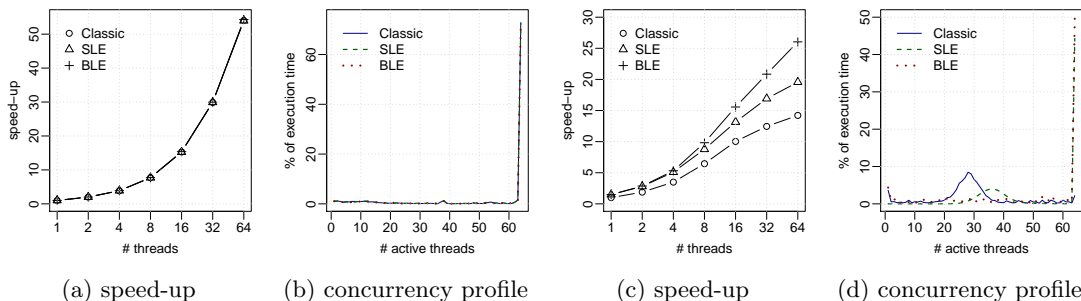 50
40
30
20
10
0
speed-up
Classic
SLE
BLE
1 2 4 8 16 32 64
# threads
(a) speed-up
60
40
20
0
% of execution time
Classic
SLE
BLE
0 10 20 30 40 50 60
# active threads
(b) concurrency profile
30
25
20
15
10
5
0
speed-up
Classic
SLE
BLE
1 2 4 8 16 32 64
# threads
(c) speed-up
50
40
30
20
10
0
% of execution time
Classic
SLE
BLE
0 10 20 30 40 50 60
# active threads
(d) concurrency profile